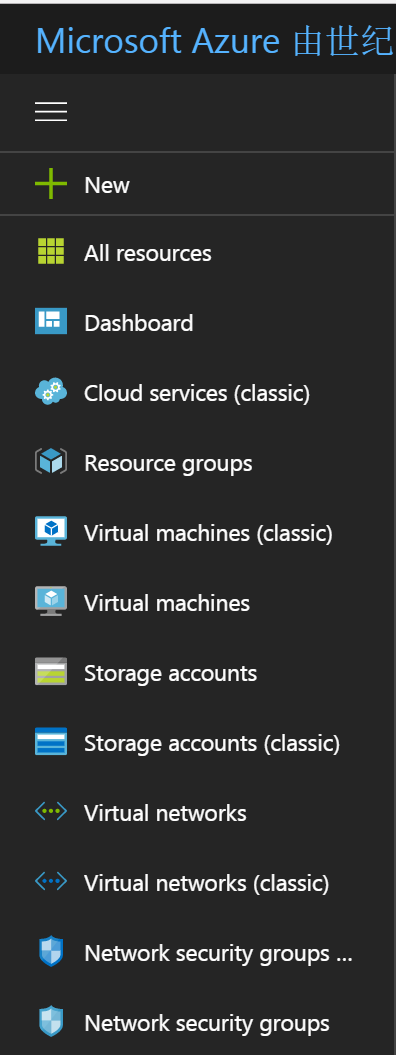 Microsoft Azure 由世纪
New
All resources
Dashboard
Cloud services (classic)
Resource groups
Virtual machines (classic)
Virtual machines
Storage accounts
Storage accounts (classic)
Virtual networks
Virtual networks (classic)
Network security groups ...
Network security groups